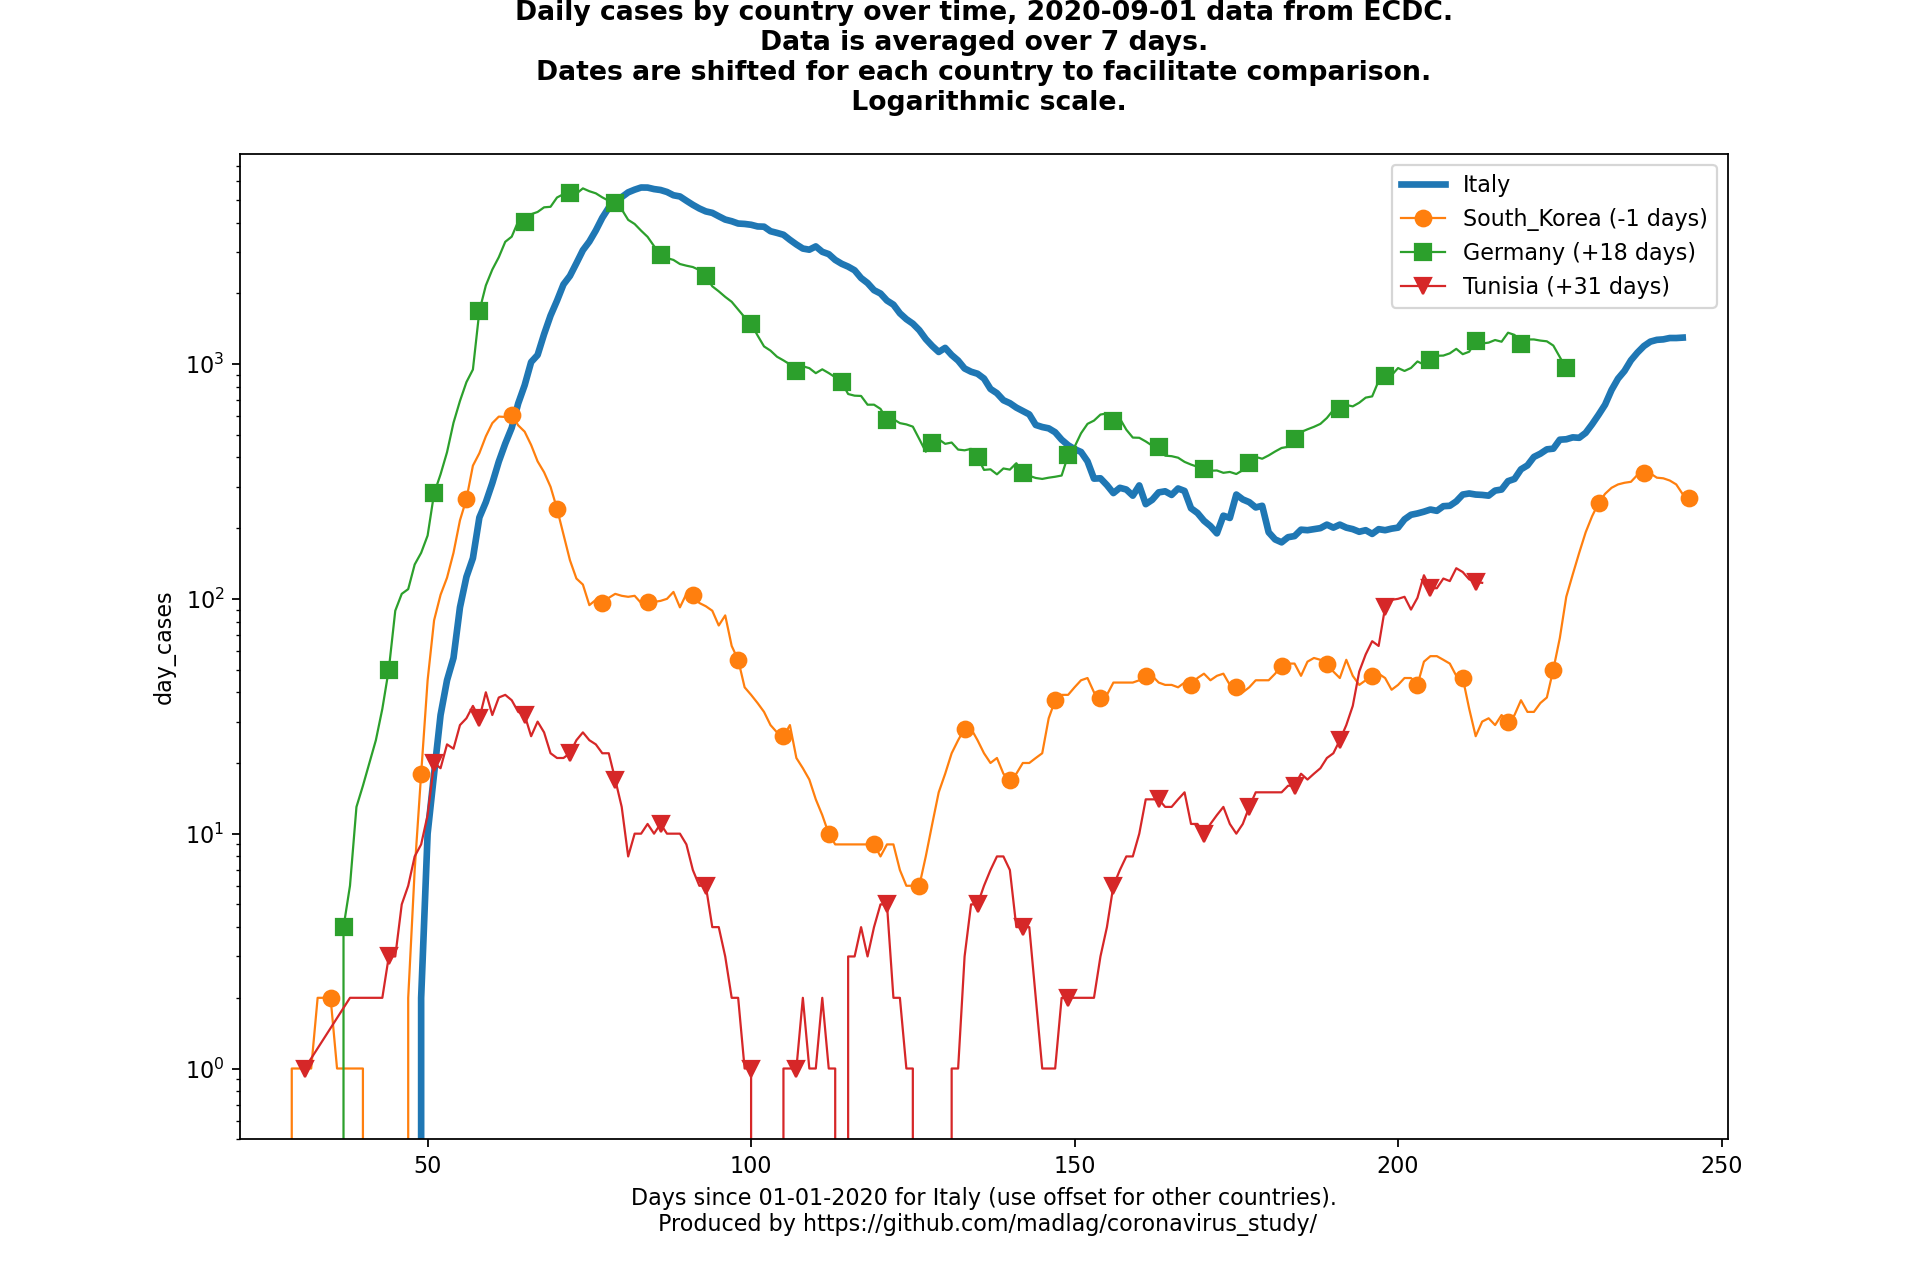 Daily cases by country over time, 2020-09-01 data from ECDC.
Data is averaged over 7 days.
Dates are shifted for each country to facilitate comparison.
Logarithmic scale.
Italy
South_Korea (-1 days)
Germany (+18 days)
Tunisia (+31 days)
10³
10²
10¹
10⁰
day_cases
50 100 150 200 250
Days since 01-01-2020 for Italy (use offset for other countries).
Produced by https://github.com/madlag/coronavirus_study/